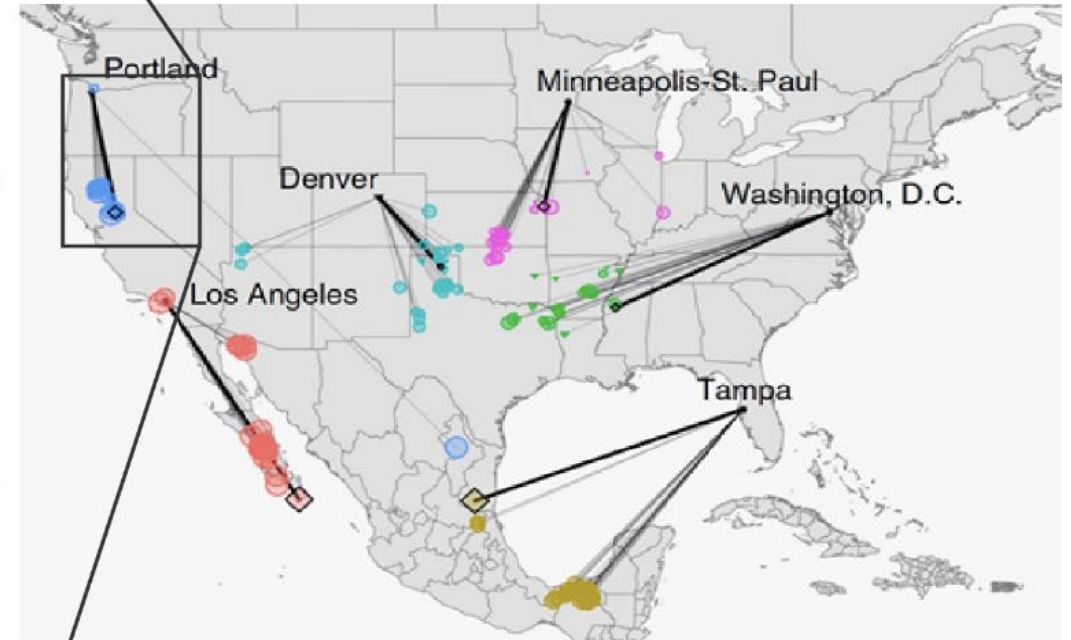 Portland
Minneapolis-St. Paul
Denver
Washington, D.C.
Los Angeles
Tampa